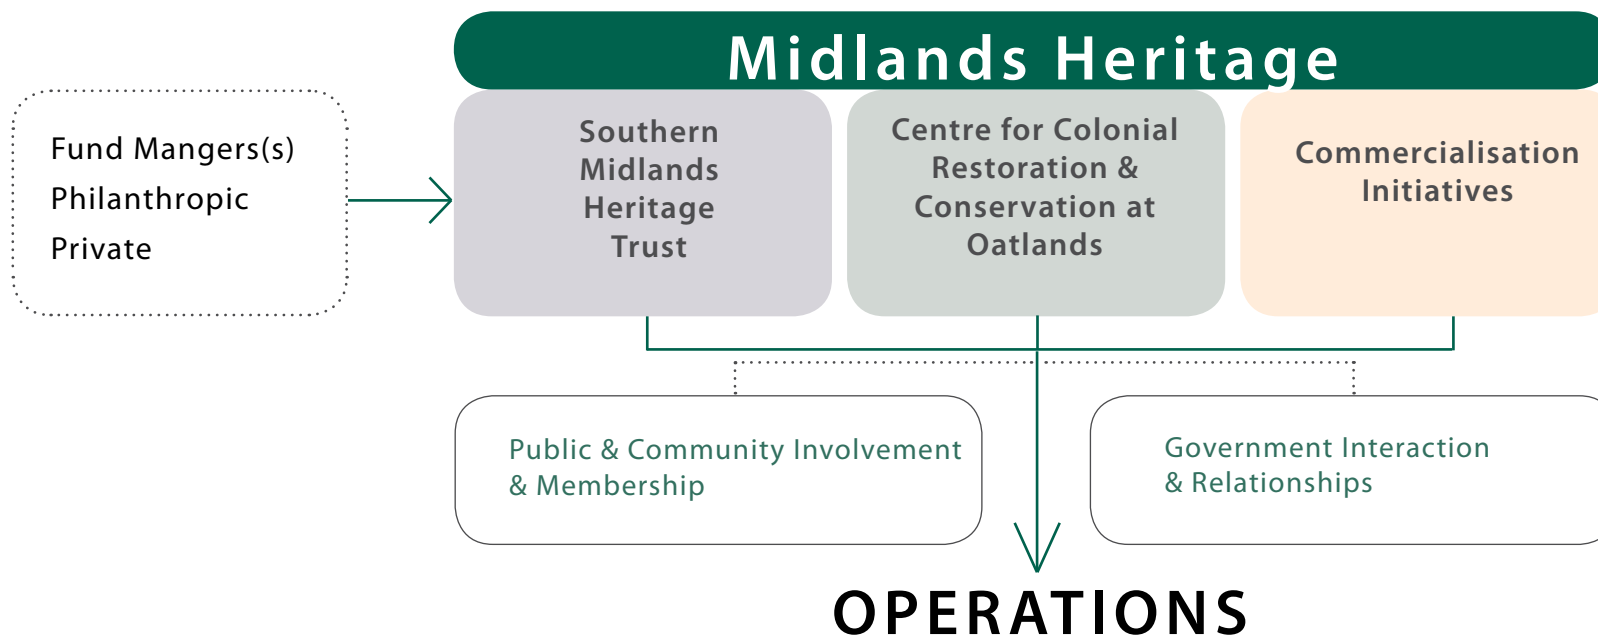 Midlands Heritage
Fund Mangers(s)
Philanthropic
Private
Southern
Midlands
Heritage
Trust
Centre for Colonial
Restoration &
Conservation at
Oatlands
Commercialisation
Initiatives
Public & Community Involvement
& Membership
Government Interaction
& Relationships
OPERATIONS